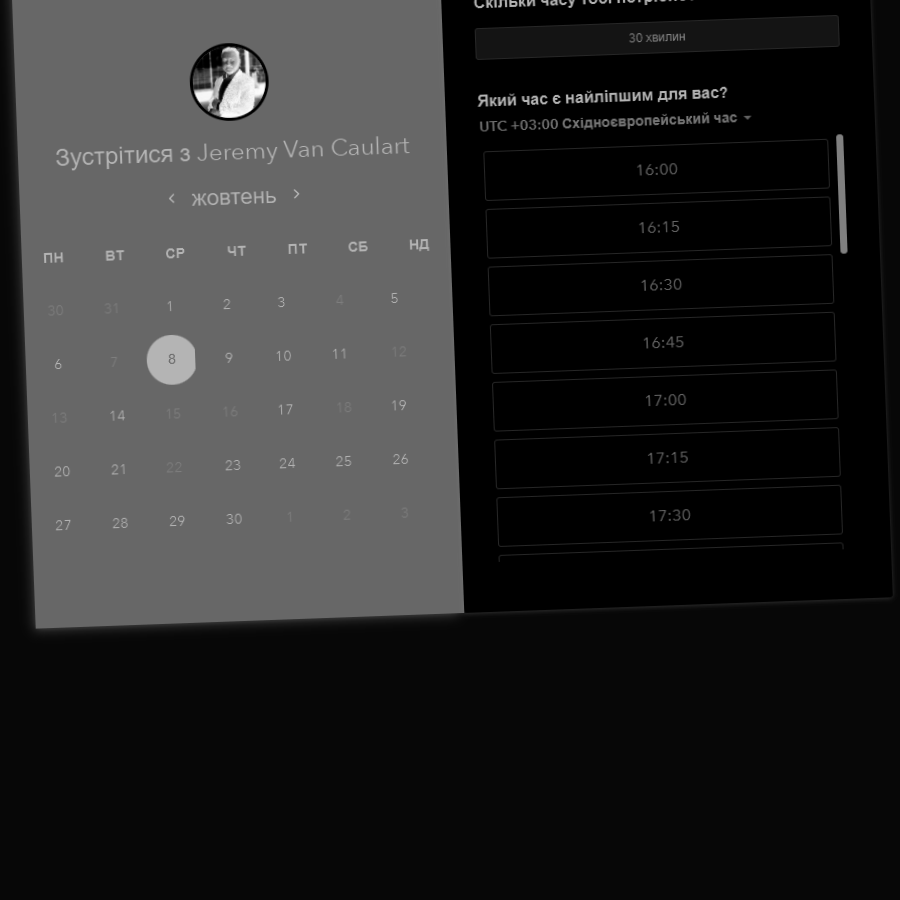 Зустрітися з Jeremy Van Caulart
‹ жовтень ›
ПН ВТ СР ЧТ ПТ СБ НД
30 31 1 2 3 4 5
6 7 8 9 10 11 12
13 14 15 16 17 18 19
20 21 22 23 24 25 26
27 28 29 30 1 2 3
Скільки часу тобі
30 хвилин
Який час є найліпшим для вас?
UTC +03:00 Східноєвропейський час
16:00
16:15
16:30
16:45
17:00
17:15
17:30